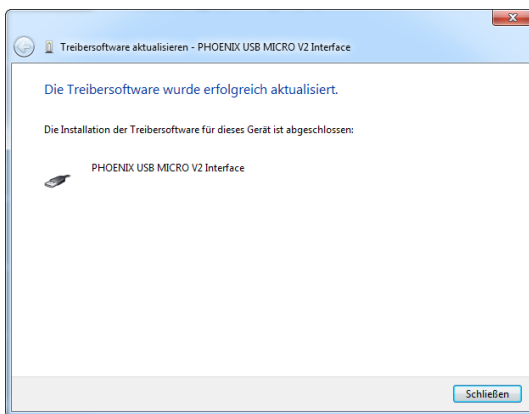 Treibersoftware aktualisieren - PHOENIX USB MICRO V2 Interface
Die Treibersoftware wurde erfolgreich aktualisiert.
Die Installation der Treibersoftware für dieses Gerät ist abgeschlossen:
PHOENIX USB MICRO V2 Interface
Schließen